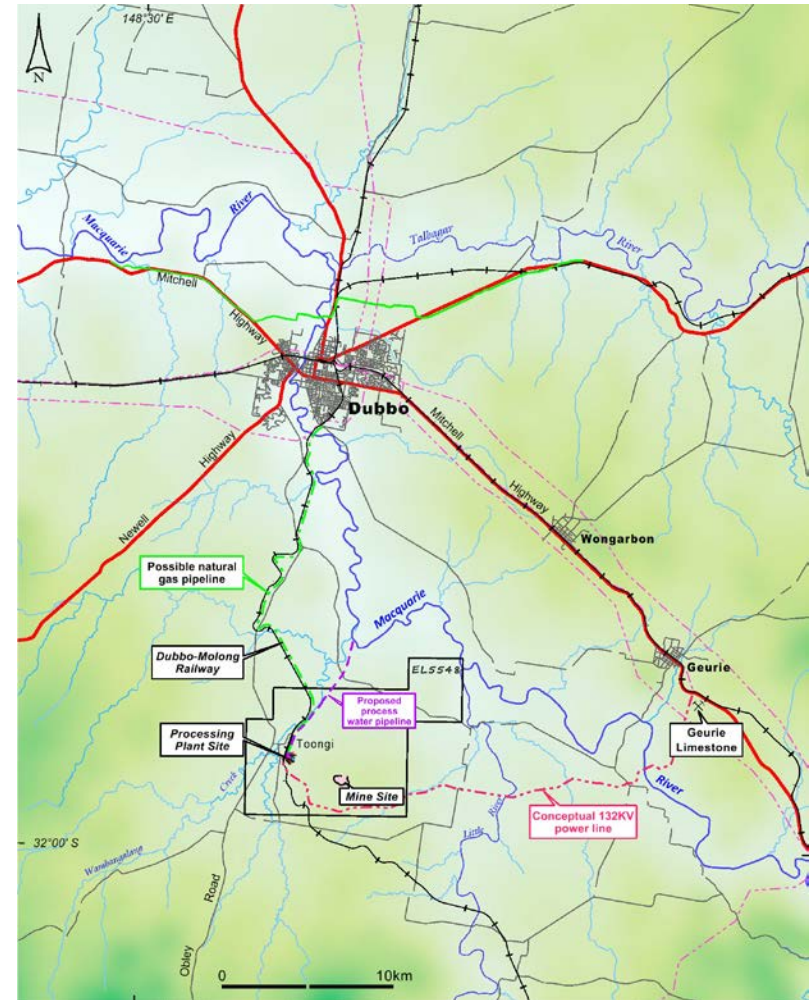 148°30' E
N
Macquarie
River
Talbagar
River
Mitchell
Highway
Dubbo
Mitchell
Highway
Newell
Highway
Wongarbon
Possible natural
gas pipeline
Macquarie
Dubbo-Molong
Railway
EL5548
Geurie
Proposed
process
water pipeline
Processing
Plant Site
Toongi
Geurie
Limestone
Mine Site
Creek
River
River
Conceptual 132KV
power line
Little
32°00' S
Wambangalang
Road
Obley
0
10km